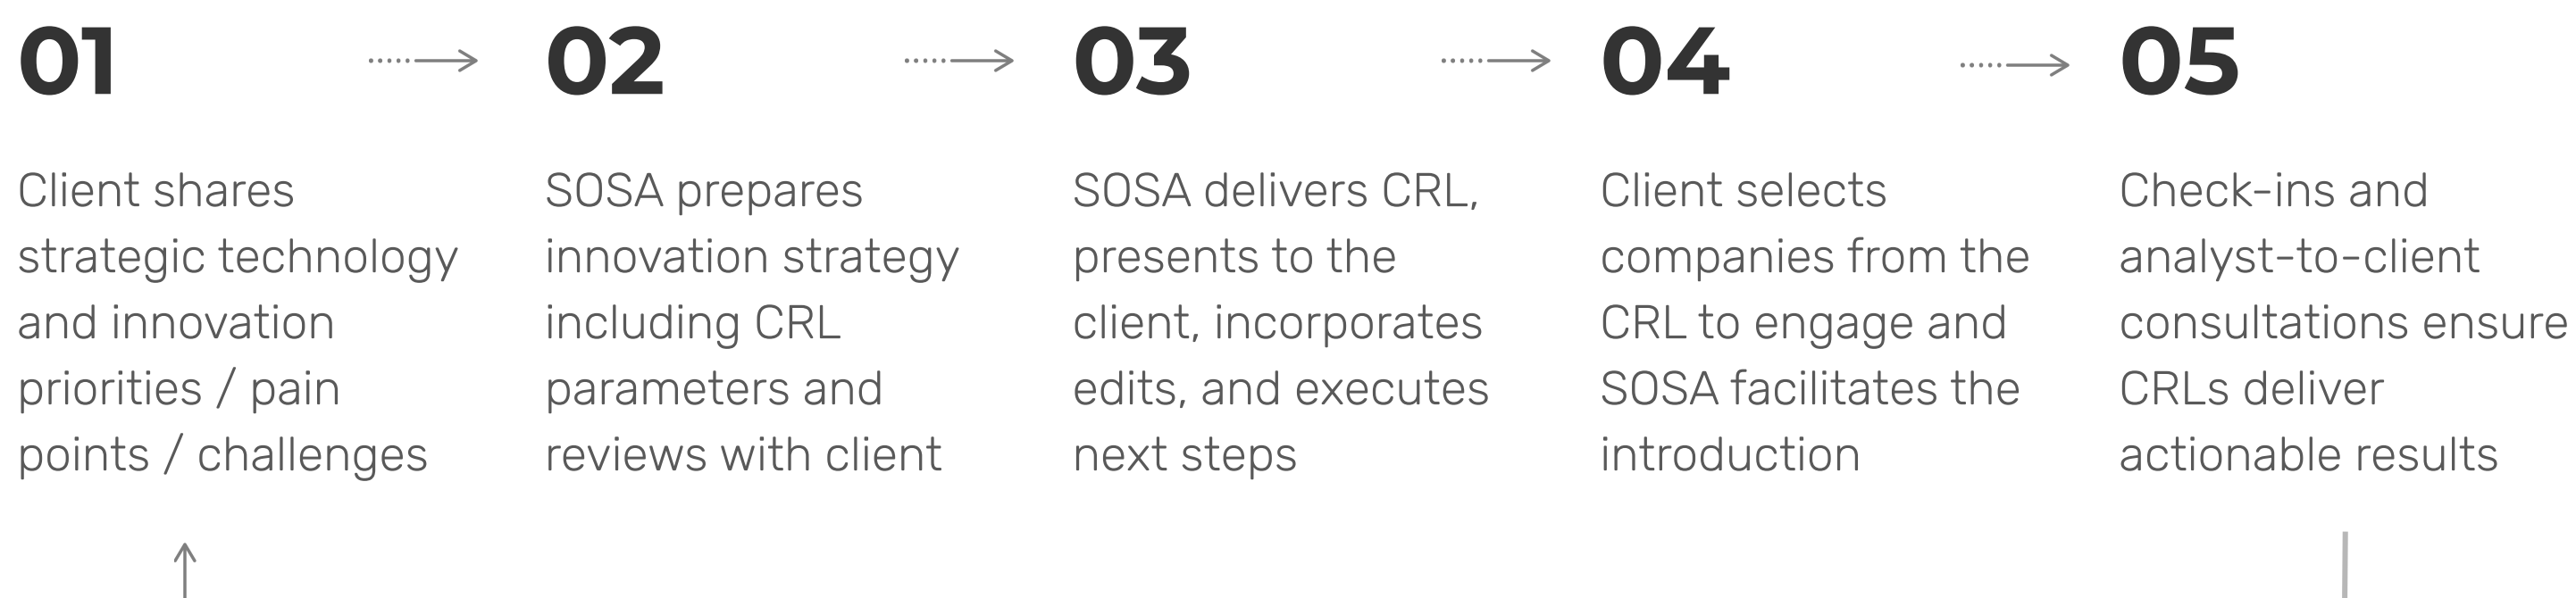 01
Client shares
strategic technology
and innovation
priorities / pain
points / challenges
02
SOSA prepares
innovation strategy
including CRL
parameters and
reviews with client
03
SOSA delivers CRL,
presents to the
client, incorporates
edits, and executes
next steps
04
Client selects
companies from the
CRL to engage and
SOSA facilitates the
introduction
05
Check-ins and
analyst-to-client
consultations ensure
CRLs deliver
actionable results